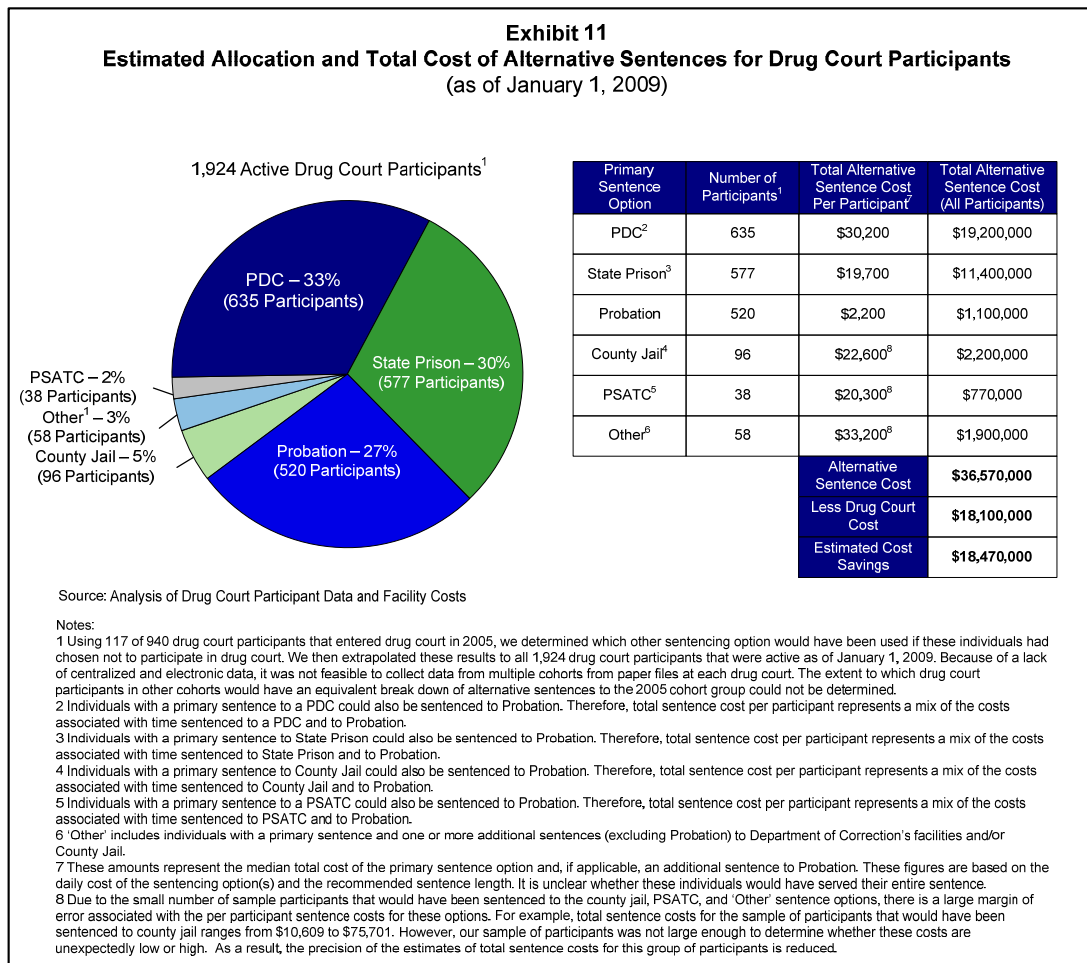 Exhibit 11
Estimated Allocation and Total Cost of Alternative Sentences for Drug Court Participants
(as of January 1, 2009)
1,924 Active Drug Court Participants1
PDC – 33%
(635 Participants)
State Prison – 30%
(577 Participants)
Probation – 27%
(520 Participants)
PSATC – 2%
(38 Participants)
Other1 – 3%
(58 Participants)
County Jail – 5%
(96 Participants)
Primary Sentence Option | Number of Participants1 | Total Alternative Sentence Cost Per Participant7 | Total Alternative Sentence Cost (All Participants)
PDC2 635 $30,200 $19,200,000
State Prison3 577 $19,700 $11,400,000
Probation 520 $2,200 $1,100,000
County Jail4 96 $22,6008 $2,200,000
PSATC5 38 $20,3008 $770,000
Other6 58 $33,2008 $1,900,000
Alternative Sentence Cost $36,570,000
Less Drug Court Cost $18,100,000
Estimated Cost Savings $18,470,000
Source: Analysis of Drug Court Participant Data and Facility Costs
Notes:
1 Using 117 of 940 drug court participants that entered drug court in 2005, we determined which other sentencing option would have been used if these individuals had
chosen not to participate in drug court. We then extrapolated these results to all 1,924 drug court participants that were active as of January 1, 2009. Because of a lack
of centralized and electronic data, it was not feasible to collect data from multiple cohorts from paper files at each drug court. The extent to which drug court
participants in other cohorts would have an equivalent break down of alternative sentences to the 2005 cohort group could not be determined.
2 Individuals with a primary sentence to a PDC could also be sentenced to Probation. Therefore, total sentence cost per participant represents a mix of the costs
associated with time sentenced to a PDC and to Probation.
3 Individuals with a primary sentence to State Prison could also be sentenced to Probation. Therefore, total sentence cost per participant represents a mix of the costs
associated with time sentenced to State Prison and to Probation.
4 Individuals with a primary sentence to County Jail could also be sentenced to Probation. Therefore, total sentence cost per participant represents a mix of the costs
associated with time sentenced to County Jail and to Probation.
5 Individuals with a primary sentence to a PSATC could also be sentenced to Probation. Therefore, total sentence cost per participant represents a mix of the costs
associated with time sentenced to PSATC and to Probation.
6 ‘Other’ includes individuals with a primary sentence and one or more additional sentences (excluding Probation) to Department of Correction’s facilities and/or
County Jail.
7 These amounts represent the median total cost of the primary sentence option and, if applicable, an additional sentence to Probation. These figures are based on the
daily cost of the sentencing option(s) and the recommended sentence length. It is unclear whether these individuals would have served their entire sentence.
8 Due to the small number of sample participants that would have been sentenced to the county jail, PSATC, and ‘Other’ sentence options, there is a large margin of
error associated with the per participant sentence costs for these options. For example, total sentence costs for the sample of participants that would have been
sentenced to county jail ranges from $10,609 to $75,701. However, our sample of participants was not large enough to determine whether these costs are
unexpectedly low or high. As a result, the precision of the estimates of total sentence costs for this group of participants is reduced.